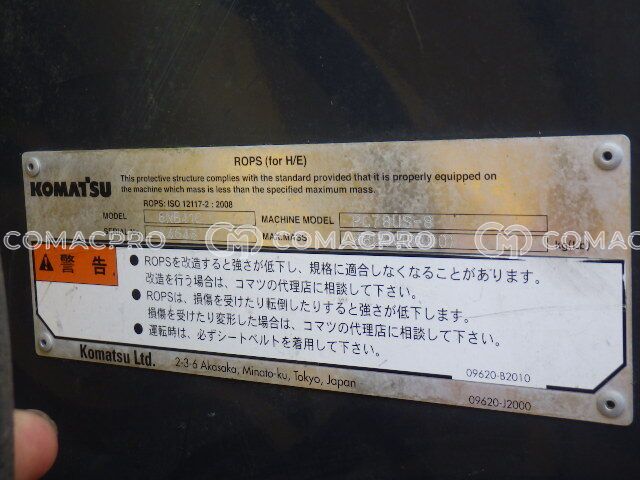 ROPS (for H/E)
KOMATSU
This protective structure complies with the standard provided that it is properly equipped on
the machine which mass is less than the specified maximum mass.
ROPS: ISO 12117-2 : 2008
MODEL MACHINE MODEL PC78US-8
MAX.MASS
COMACPRO COMACPRO COMACPRO
警告
● ROPSを改造すると強さが低下し、規格に適合しなくなることがあります。
改造を行う場合は、コマツの代理店に相談して下さい。
● ROPSは、損傷を受けたり転倒したりすると強さが低下します。
損傷を受けたり変形した場合は、コマツの代理店に相談して下さい。
● 運転時は、必ずシートベルトを着用して下さい。
09620-B2010
Komatsu Ltd. 2-3-6 Akasaka, Minato-ku, Tokyo, Japan
09620-J2000